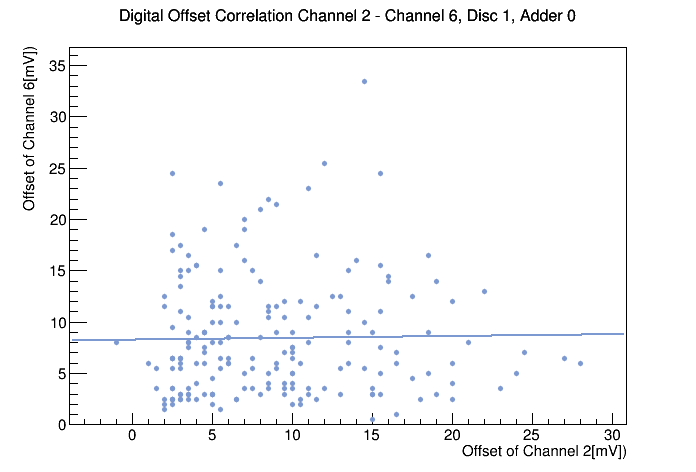 Digital Offset Correlation Channel 2 - Channel 6, Disc 1, Adder 0
Offset of Channel 6[mV])
35
30
25
20
15
10
5
0
0 5 10 15 20 25 30
Offset of Channel 2[mV])